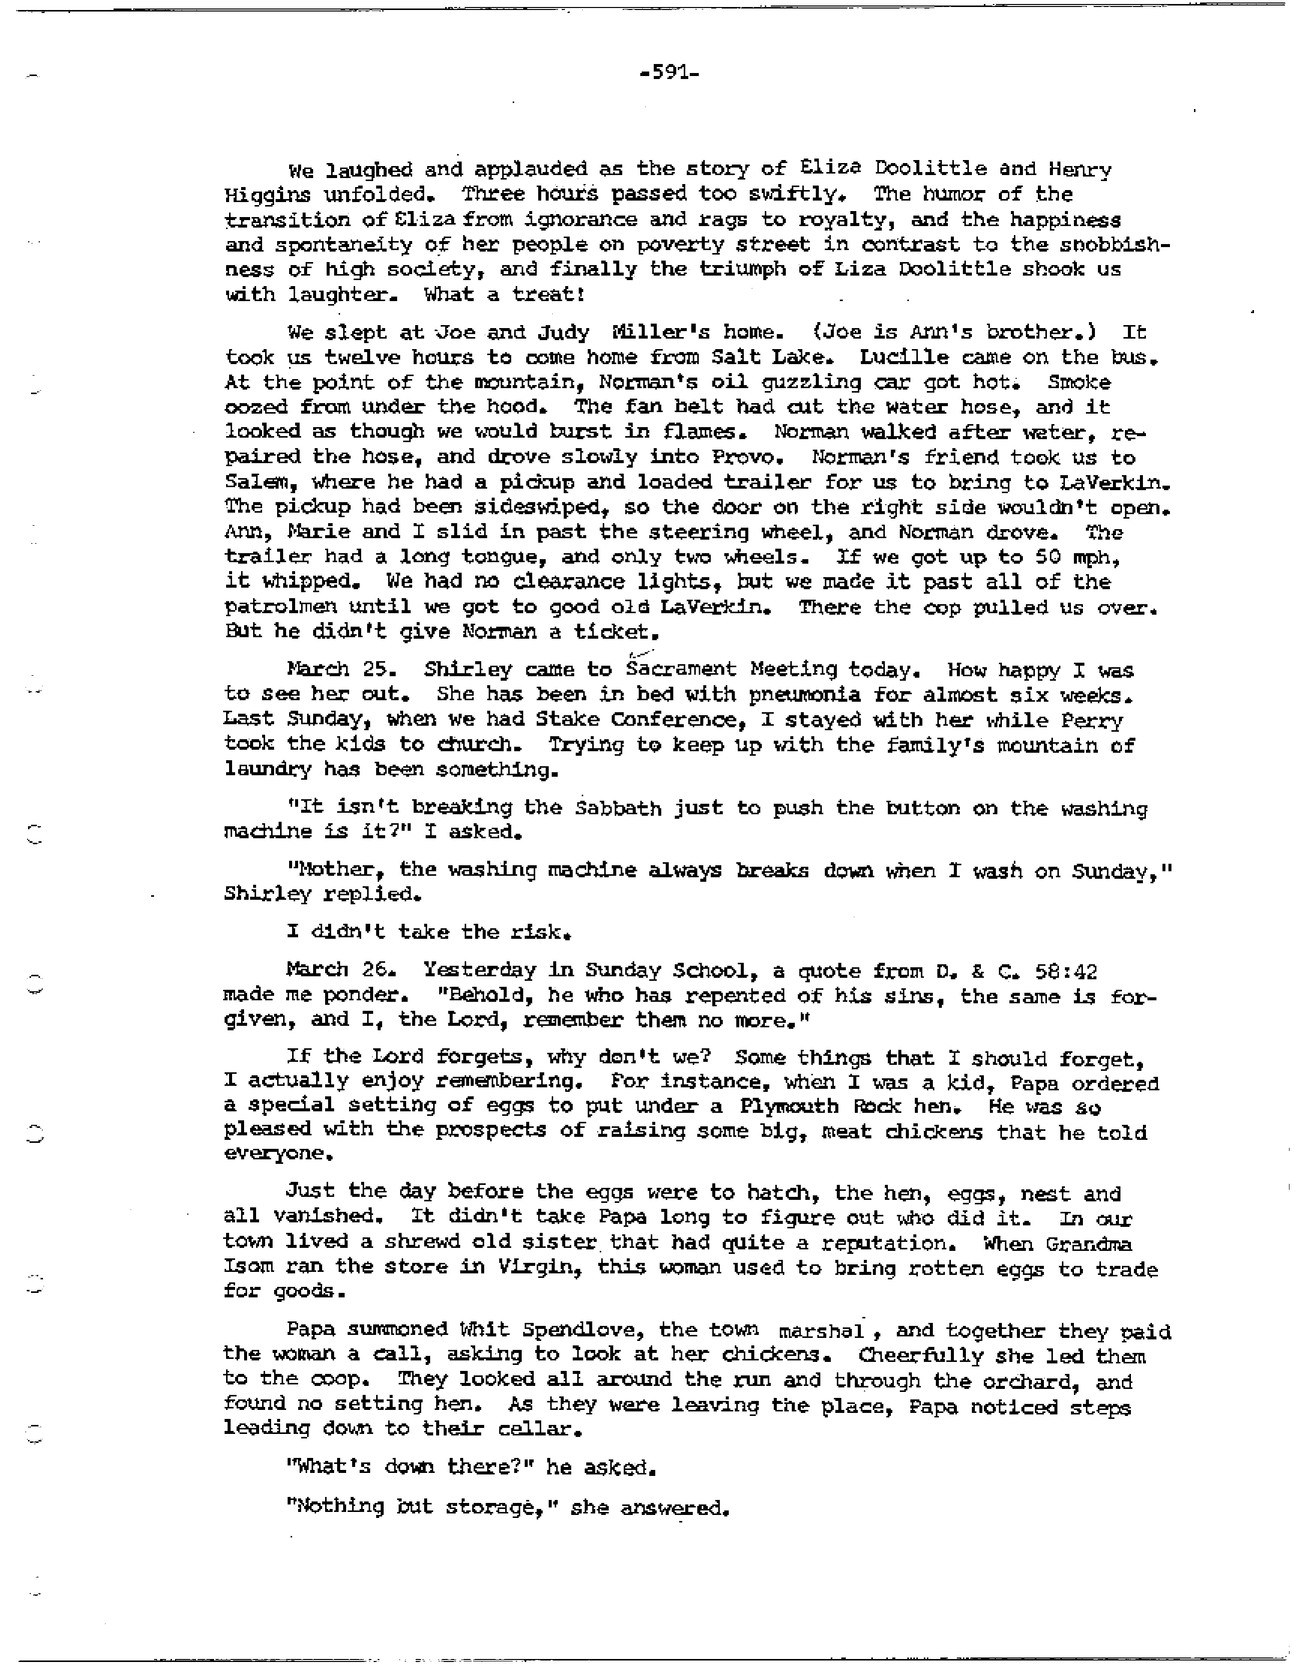 -591-
We laughed and applauded as the story of Eliza Doolittle and Henry
Higgins unfolded. Three hours passed too swiftly. The humor of the
transition of Eliza from ignorance and rags to royalty, and the happiness
and spontaneity of her people on poverty street in contrast to the snobbish-
ness of high society, and finally the triumph of Liza Doolittle shook us
with laughter. What a treat!
We slept at Joe and Judy Miller's home. (Joe is Ann's brother.) It
took us twelve hours to come home from Salt Lake. Lucille came on the bus.
At the point of the mountain, Norman's oil guzzling car got hot. Smoke
oozed from under the hood. The fan belt had cut the water hose, and it
looked as though we would burst in flames. Norman walked after water, re-
paired the hose, and drove slowly into Provo. Norman's friend took us to
Salem, where he had a pickup and loaded trailer for us to bring to LaVerkin.
The pickup had been sideswiped, so the door on the right side wouldn't open.
Ann, Marie and I slid in past the steering wheel, and Norman drove. The
trailer had a long tongue, and only two wheels. If we got up to 50 mph,
it whipped. We had no clearance lights, but we made it past all of the
patrolmen until we got to good old LaVerkin. There the cop pulled us over.
But he didn't give Norman a ticket.
March 25. Shirley came to Sacrament Meeting today. How happy I was
to see her out. She has been in bed with pneumonia for almost six weeks.
Last Sunday, when we had Stake Conference, I stayed with her while Perry
took the kids to church. Trying to keep up with the family's mountain of
laundry has been something.
"It isn't breaking the Sabbath just to push the button on the washing
machine is it?" I asked.
"Mother, the washing machine always breaks down when I wash on Sunday,"
Shirley replied.
I didn't take the risk.
March 26. Yesterday in Sunday School, a quote from D. & C. 58:42
made me ponder. "Behold, he who has repented of his sins, the same is for-
given, and I, the Lord, remember them no more."
If the Lord forgets, why don't we? Some things that I should forget,
I actually enjoy remembering. For instance, when I was a kid, Papa ordered
a special setting of eggs to put under a Plymouth Rock hen. He was so
pleased with the prospects of raising some big, meat chickens that he told
everyone.
Just the day before the eggs were to hatch, the hen, eggs, nest and
all vanished. It didn't take Papa long to figure out who did it. In our
town lived a shrewd old sister that had quite a reputation. When Grandma
Isom ran the store in Virgin, this woman used to bring rotten eggs to trade
for goods.
Papa summoned Whit Spendlove, the town marshal, and together they paid
the woman a call, asking to look at her chickens. Cheerfully she led them
to the coop. They looked all around the run and through the orchard, and
found no setting hen. As they were leaving the place, Papa noticed steps
leading down to their cellar.
"What's down there?" he asked.
"Nothing but storage," she answered.